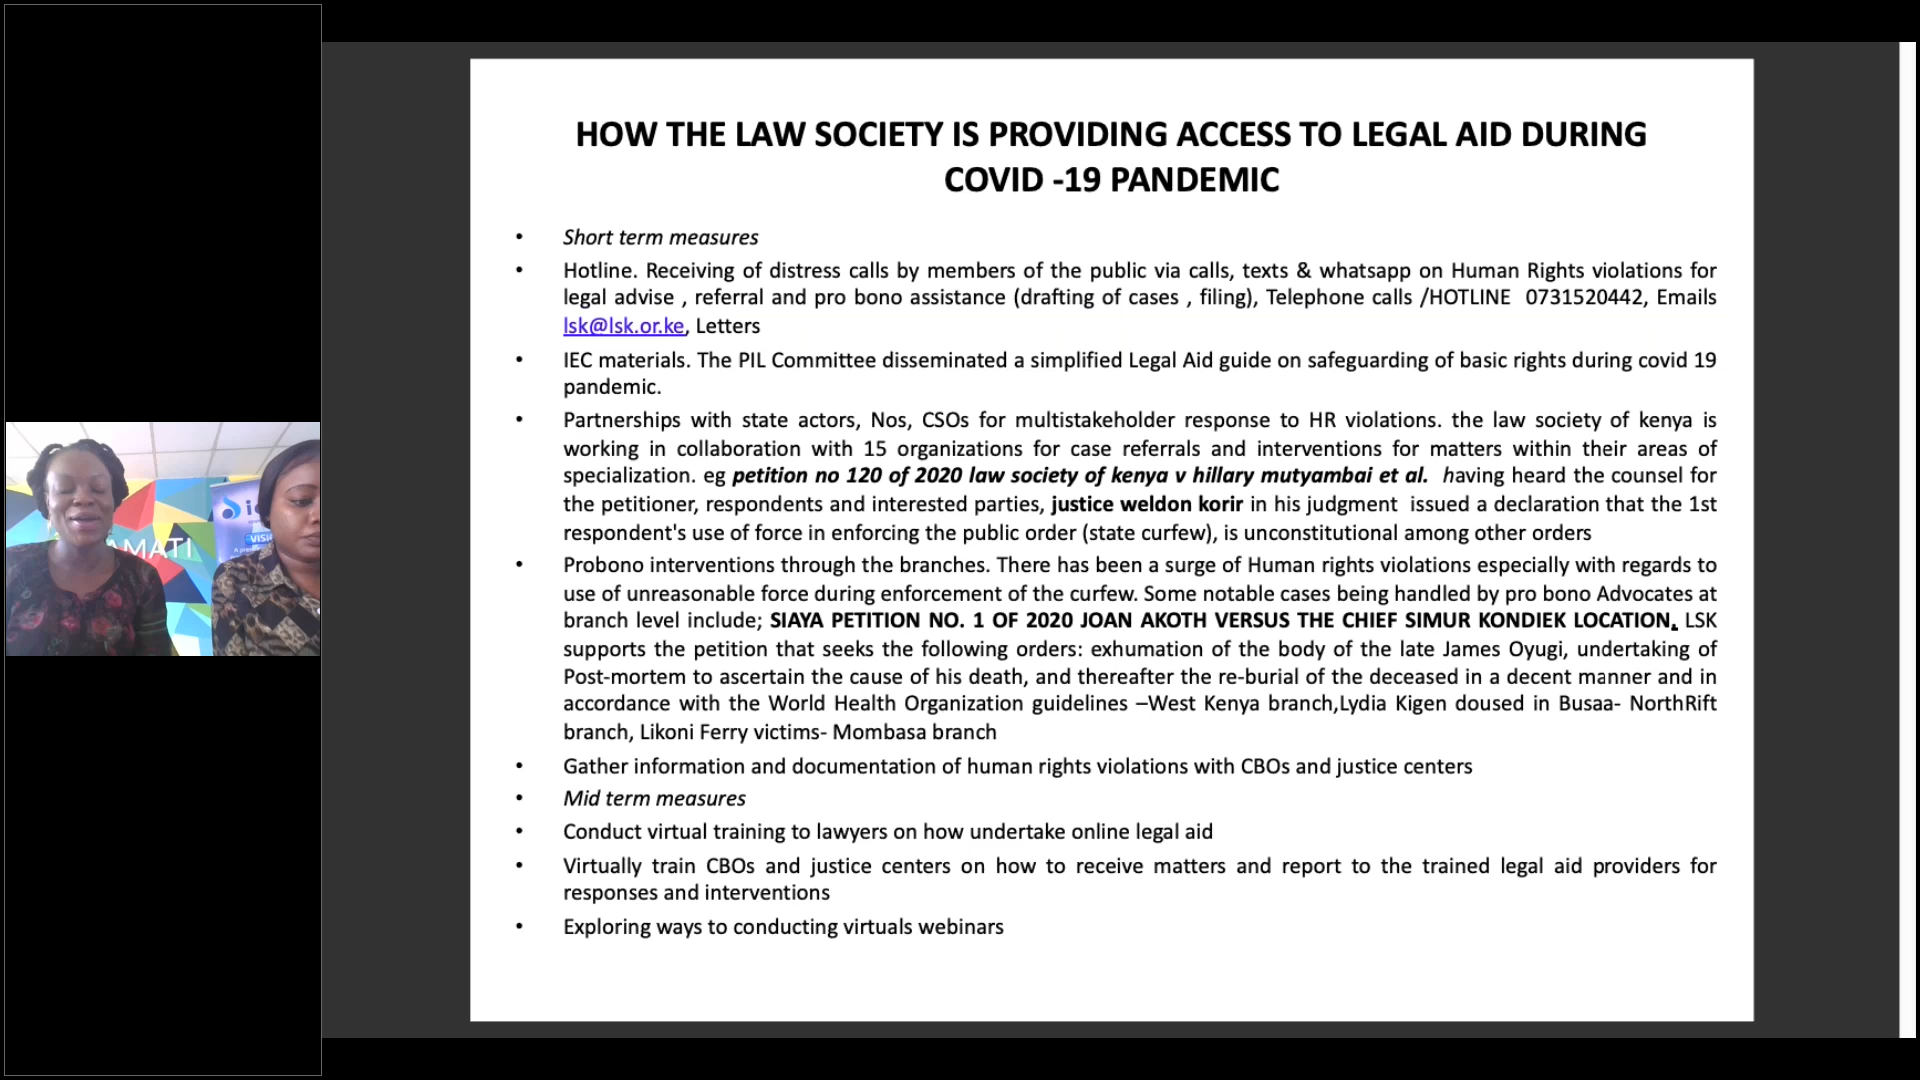 HOW THE LAW SOCIETY IS PROVIDING ACCESS TO LEGAL AID DURING
COVID -19 PANDEMIC
• Short term measures
• Hotline. Receiving of distress calls by members of the public via calls, texts & whatsapp on Human Rights violations for
legal advise , referral and pro bono assistance (drafting of cases , filing), Telephone calls /HOTLINE 0731520442, Emails
lsk@lsk.or.ke, Letters
• IEC materials. The PIL Committee disseminated a simplified Legal Aid guide on safeguarding of basic rights during covid 19
pandemic.
• Partnerships with state actors, Nos, CSOs for multistakeholder response to HR violations. the law society of kenya is
working in collaboration with 15 organizations for case referrals and interventions for matters within their areas of
specialization. eg petition no 120 of 2020 law society of kenya v hillary mutyambai et al. having heard the counsel for
the petitioner, respondents and interested parties, justice weldon korir in his judgment issued a declaration that the 1st
respondent's use of force in enforcing the public order (state curfew), is unconstitutional among other orders
• Probono interventions through the branches. There has been a surge of Human rights violations especially with regards to
use of unreasonable force during enforcement of the curfew. Some notable cases being handled by pro bono Advocates at
branch level include; SIAYA PETITION NO. 1 OF 2020 JOAN AKOTH VERSUS THE CHIEF SIMUR KONDIEK LOCATION. LSK
supports the petition that seeks the following orders: exhumation of the body of the late James Oyugi, undertaking of
Post-mortem to ascertain the cause of his death, and thereafter the re-burial of the deceased in a decent manner and in
accordance with the World Health Organization guidelines –West Kenya branch,Lydia Kigen doused in Busaa- NorthRift
branch, Likoni Ferry victims- Mombasa branch
• Gather information and documentation of human rights violations with CBOs and justice centers
• Mid term measures
• Conduct virtual training to lawyers on how undertake online legal aid
• Virtually train CBOs and justice centers on how to receive matters and report to the trained legal aid providers for
responses and interventions
• Exploring ways to conducting virtuals webinars